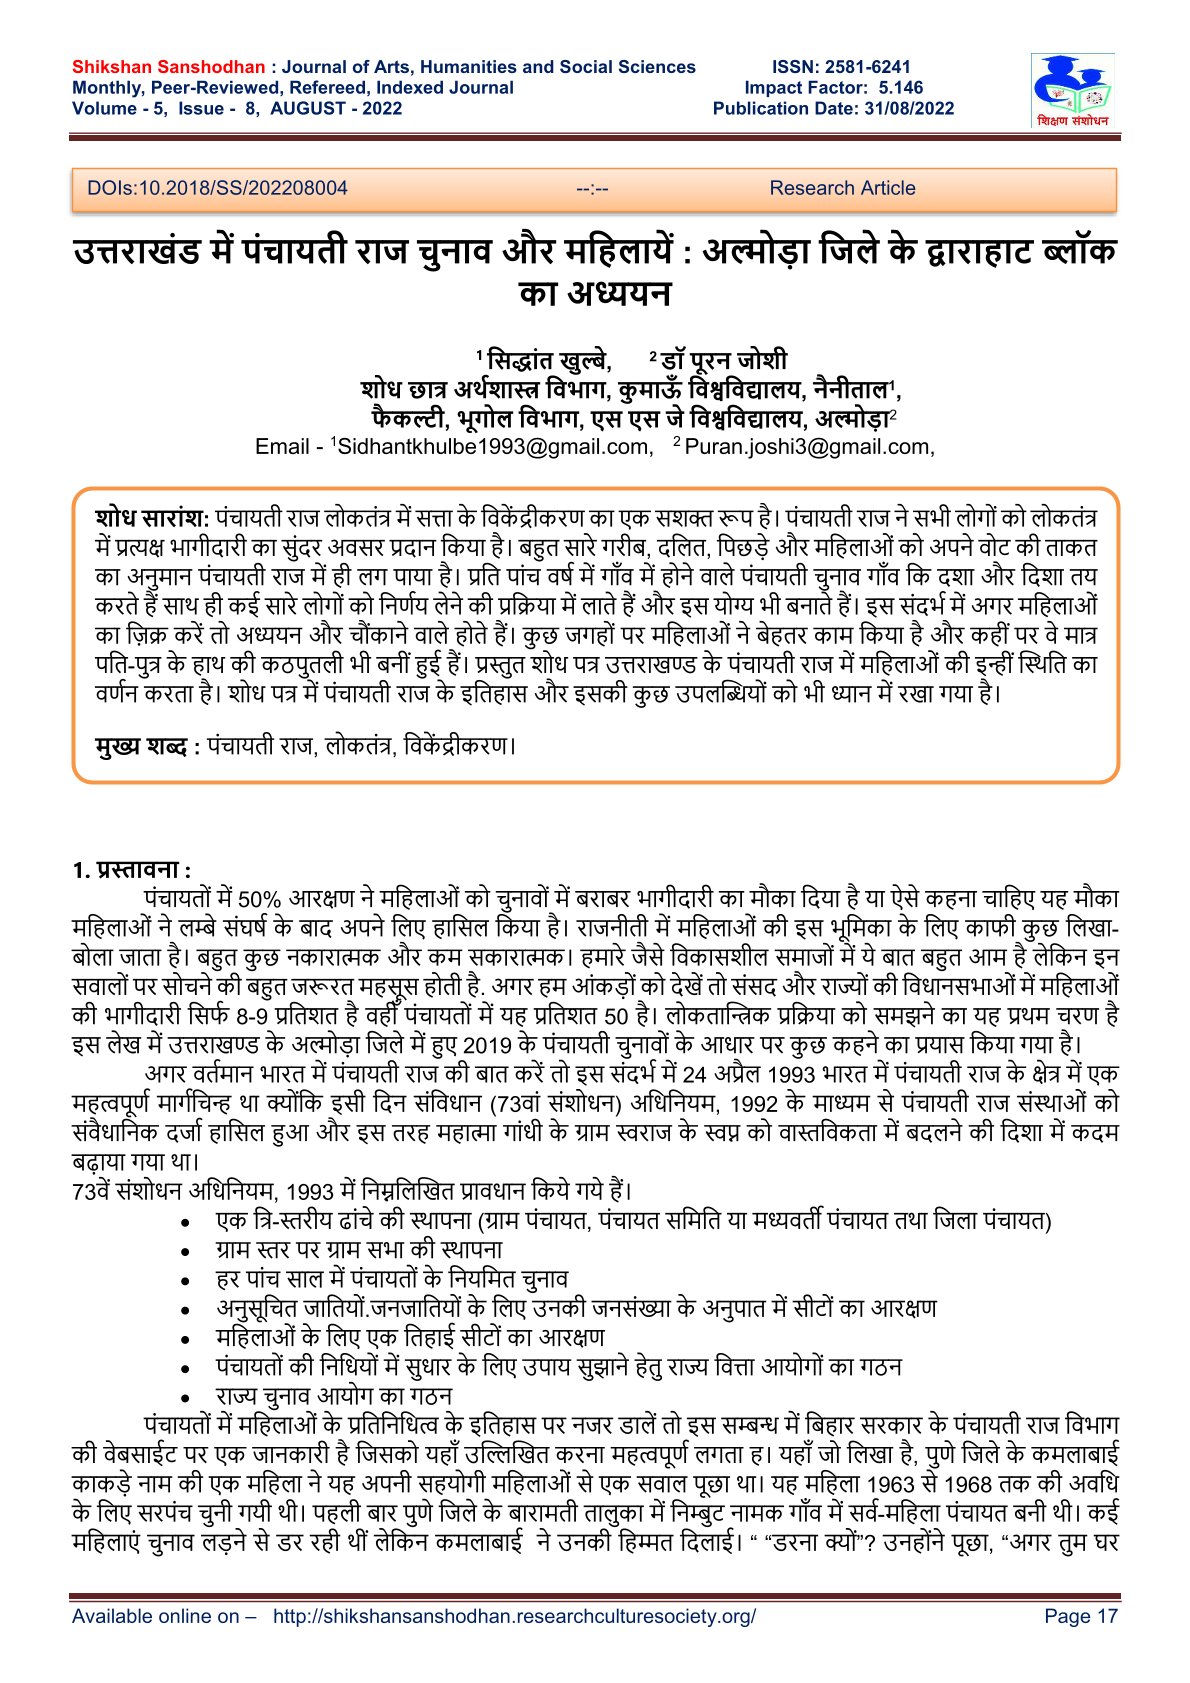 Shikshan Sanshodhan : Journal of Arts, Humanities and Social Sciences ISSN: 2581-6241
Monthly, Peer-Reviewed, Refereed, Indexed Journal Impact Factor: 5.146
Volume - 5, Issue - 8, AUGUST - 2022 Publication Date: 31/08/2022
शिक्षण संशोधन
DOIs:10.2018/SS/202208004 --:-- Research Article
उत्तराखंड में पंचायती राज चुनाव और महिलायें : अल्मोड़ा जिले के द्वाराहाट ब्लॉक
का अध्ययन
¹ सिद्धांत खुल्बे, ² डॉ पूरन जोशी
शोध छात्र अर्थशास्त्र विभाग, कुमाऊँ विश्वविद्यालय, नैनीताल¹,
फैकल्टी, भूगोल विभाग, एस एस जे विश्वविद्यालय, अल्मोड़ा²
Email - ¹Sidhantkhulbe1993@gmail.com, ² Puran.joshi3@gmail.com,
शोध सारांश: पंचायती राज लोकतंत्र में सत्ता के विकेंद्रीकरण का एक सशक्त रूप है। पंचायती राज ने सभी लोगों को लोकतंत्र
में प्रत्यक्ष भागीदारी का सुंदर अवसर प्रदान किया है। बहुत सारे गरीब, दलित, पिछड़े और महिलाओं को अपने वोट की ताकत
का अनुमान पंचायती राज में ही लग पाया है। प्रति पांच वर्ष में गाँव में होने वाले पंचायती चुनाव गाँव कि दशा और दिशा तय
करते हैं साथ ही कई सारे लोगों को निर्णय लेने की प्रक्रिया में लाते हैं और इस योग्य भी बनाते हैं। इस संदर्भ में अगर महिलाओं
का ज़िक्र करें तो अध्ययन और चौंकाने वाले होते हैं। कुछ जगहों पर महिलाओं ने बेहतर काम किया है और कहीं पर वे मात्र
पति-पुत्र के हाथ की कठपुतली भी बनीं हुई हैं। प्रस्तुत शोध पत्र उत्तराखण्ड के पंचायती राज में महिलाओं की इन्हीं स्थिति का
वर्णन करता है। शोध पत्र में पंचायती राज के इतिहास और इसकी कुछ उपलब्धियों को भी ध्यान में रखा गया है।
मुख्य शब्द : पंचायती राज, लोकतंत्र, विकेंद्रीकरण।
1. प्रस्तावना :
पंचायतों में 50% आरक्षण ने महिलाओं को चुनावों में बराबर भागीदारी का मौका दिया है या ऐसे कहना चाहिए यह मौका
महिलाओं ने लम्बे संघर्ष के बाद अपने लिए हासिल किया है। राजनीती में महिलाओं की इस भूमिका के लिए काफी कुछ लिखा-
बोला जाता है। बहुत कुछ नकारात्मक और कम सकारात्मक। हमारे जैसे विकासशील समाजों में ये बात बहुत आम है लेकिन इन
सवालों पर सोचने की बहुत जरूरत महसूस होती है. अगर हम आंकड़ों को देखें तो संसद और राज्यों की विधानसभाओं में महिलाओं
की भागीदारी सिर्फ 8-9 प्रतिशत है वहीँ पंचायतों में यह प्रतिशत 50 है। लोकतान्त्रिक प्रक्रिया को समझने का यह प्रथम चरण है
इस लेख में उत्तराखण्ड के अल्मोड़ा जिले में हुए 2019 के पंचायती चुनावों के आधार पर कुछ कहने का प्रयास किया गया है।
अगर वर्तमान भारत में पंचायती राज की बात करें तो इस संदर्भ में 24 अप्रैल 1993 भारत में पंचायती राज के क्षेत्र में एक
महत्वपूर्ण मार्गचिन्ह था क्योंकि इसी दिन संविधान (73वां संशोधन) अधिनियम, 1992 के माध्यम से पंचायती राज संस्थाओं को
संवैधानिक दर्जा हासिल हुआ और इस तरह महात्मा गांधी के ग्राम स्वराज के स्वप्न को वास्तविकता में बदलने की दिशा में कदम
बढ़ाया गया था।
73वें संशोधन अधिनियम, 1993 में निम्नलिखित प्रावधान किये गये हैं।
• एक त्रि-स्तरीय ढांचे की स्थापना (ग्राम पंचायत, पंचायत समिति या मध्यवर्ती पंचायत तथा जिला पंचायत)
• ग्राम स्तर पर ग्राम सभा की स्थापना
• हर पांच साल में पंचायतों के नियमित चुनाव
• अनुसूचित जातियों.जनजातियों के लिए उनकी जनसंख्या के अनुपात में सीटों का आरक्षण
• महिलाओं के लिए एक तिहाई सीटों का आरक्षण
• पंचायतों की निधियों में सुधार के लिए उपाय सुझाने हेतु राज्य वित्ता आयोगों का गठन
• राज्य चुनाव आयोग का गठन
पंचायतों में महिलाओं के प्रतिनिधित्व के इतिहास पर नजर डालें तो इस सम्बन्ध में बिहार सरकार के पंचायती राज विभाग
की वेबसाईट पर एक जानकारी है जिसको यहाँ उल्लिखित करना महत्वपूर्ण लगता ह। यहाँ जो लिखा है, पुणे जिले के कमलाबाई
काकड़े नाम की एक महिला ने यह अपनी सहयोगी महिलाओं से एक सवाल पूछा था। यह महिला 1963 से 1968 तक की अवधि
के लिए सरपंच चुनी गयी थी। पहली बार पुणे जिले के बारामती तालुका में निम्बुट नामक गाँव में सर्व-महिला पंचायत बनी थी। कई
महिलाएं चुनाव लड़ने से डर रही थीं लेकिन कमलाबाई ने उनकी हिम्मत दिलाई। “ “डरना क्यों”? उनहोंने पूछा, “अगर तुम घर
Available online on – http://shikshansanshodhan.researchculturesociety.org/ Page 17